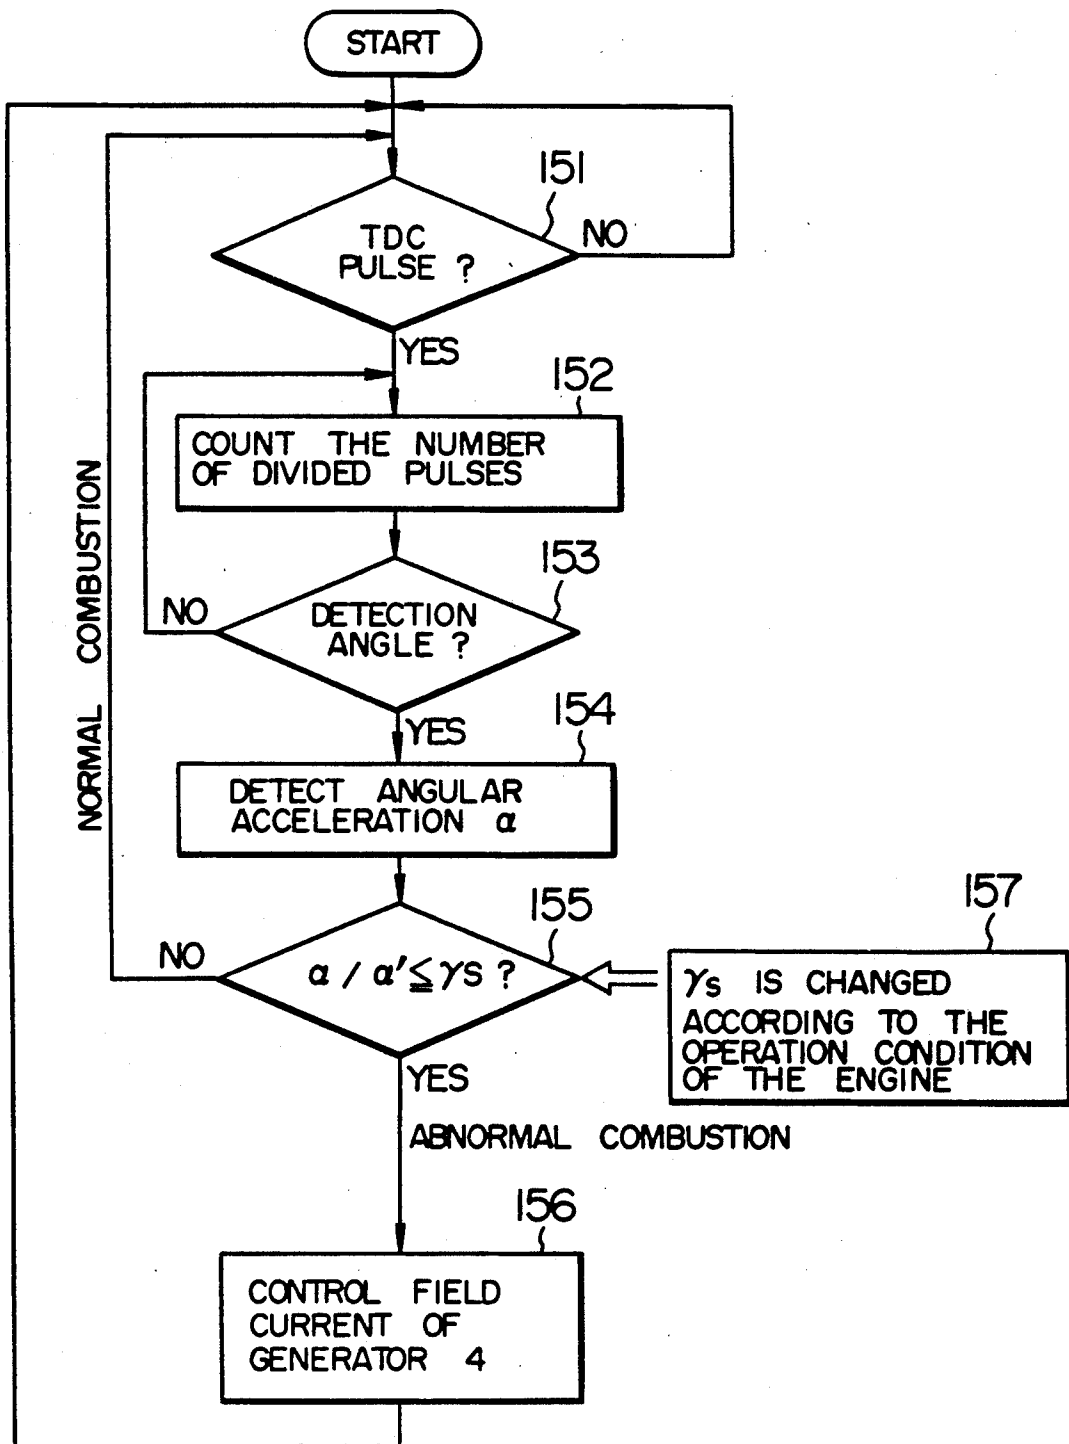 START
151
TDC
PULSE ?
NO
YES
152
COUNT THE NUMBER
OF DIVIDED PULSES
153
DETECTION
ANGLE ?
NO
YES
154
DETECT ANGULAR
ACCELERATION α
NORMAL COMBUSTION
155
α / α' ≦ γs ?
NO
YES
157
γs IS CHANGED
ACCORDING TO THE
OPERATION CONDITION
OF THE ENGINE
ABNORMAL COMBUSTION
156
CONTROL FIELD
CURRENT OF
GENERATOR 4